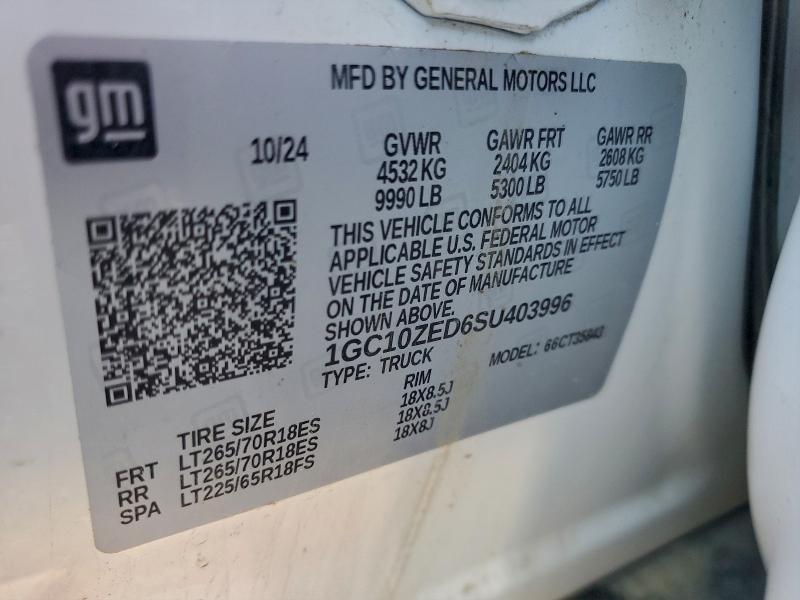 gm
MFD BY GENERAL MOTORS LLC
10/24
GVWR
4532 KG
9990 LB
GAWR FRT
2404 KG
5300 LB
GAWR RR
2608 KG
5750 LB
THIS VEHICLE CONFORMS TO ALL
APPLICABLE U.S. FEDERAL MOTOR
VEHICLE SAFETY STANDARDS IN EFFECT
ON THE DATE OF MANUFACTURE
SHOWN ABOVE.
1GC10ZED6SU403996
TYPE: TRUCK
MODEL: 66CT35843
TIRE SIZE
RIM
FRT LT265/70R18ES 18X8.5J
RR LT265/70R18ES 18X8.5J
SPA LT225/65R18FS 18X8J